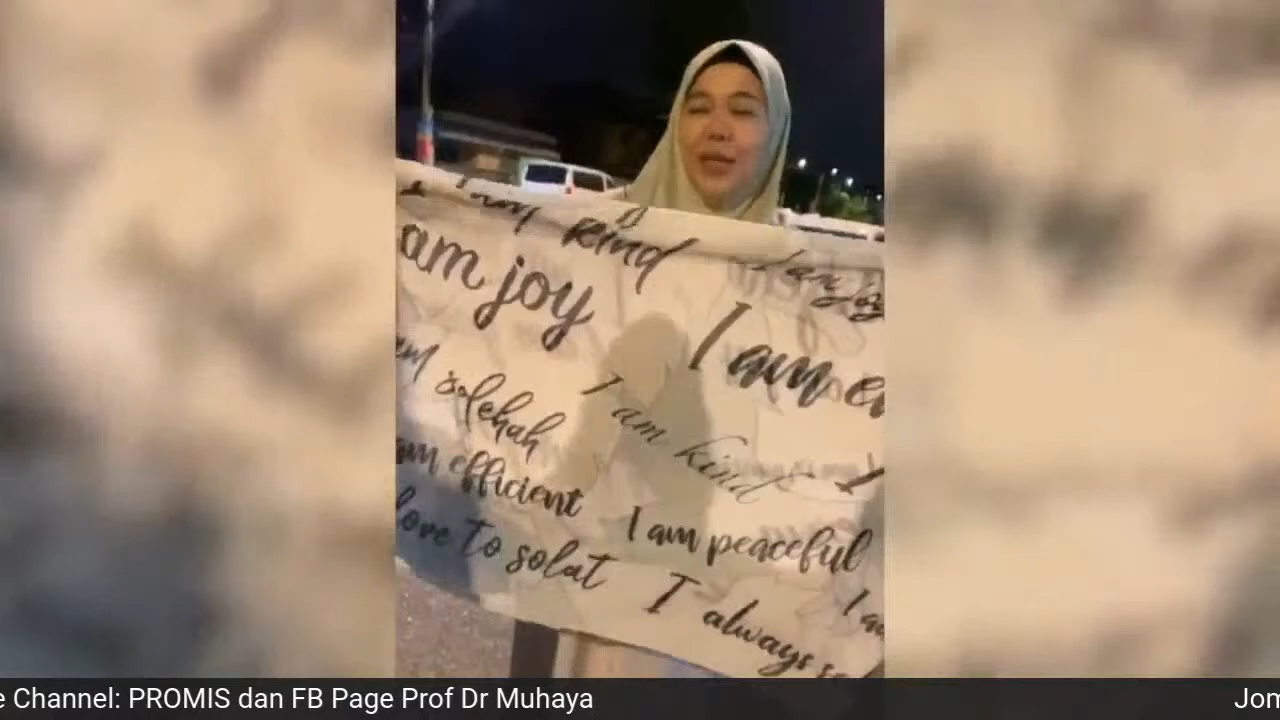 kind
am joy
I am
solehah
I am kind
am efficient
I am peaceful
love to solat
I always
e Channel: PROMIS dan FB Page Prof Dr Muhaya
Jom